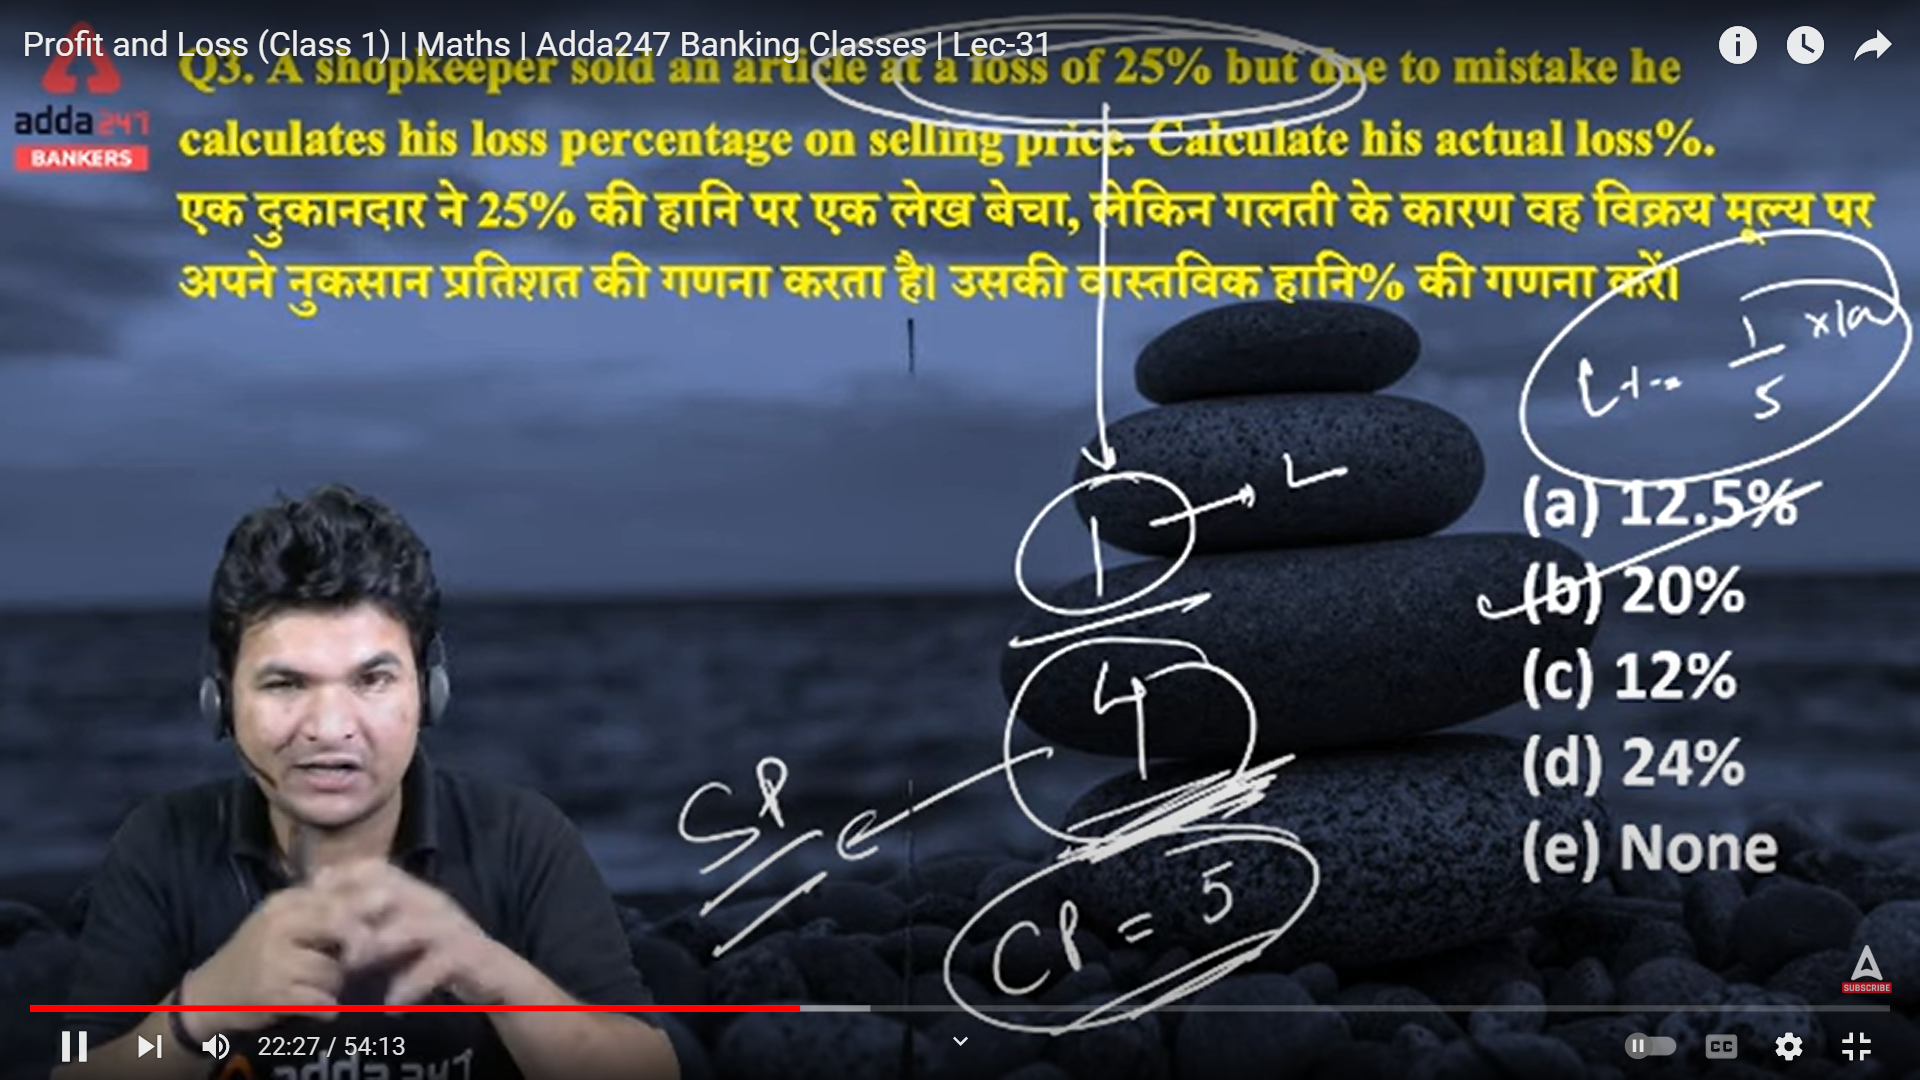 Profit and Loss (Class 1) | Maths | Adda247 Banking Classes | Lec-31
Q3. A shopkeeper sold an article at a loss of 25% but due to mistake he
adda247
calculates his loss percentage on selling price. Calculate his actual loss%.
BANKERS
एक दुकानदार ने 25% की हानि पर एक लेख बेचा, लेकिन गलती के कारण वह विक्रय मूल्य पर
अपने नुकसान प्रतिशत की गणना करता है। उसकी वास्तविक हानि% की गणना करें।
1
5
L
(a) 12.5%
1
(b) 20%
(c) 12%
4
(d) 24%
SP
(e) None
CP = 5
SUBSCRIBE
22:27 / 54:13
CC
adda247